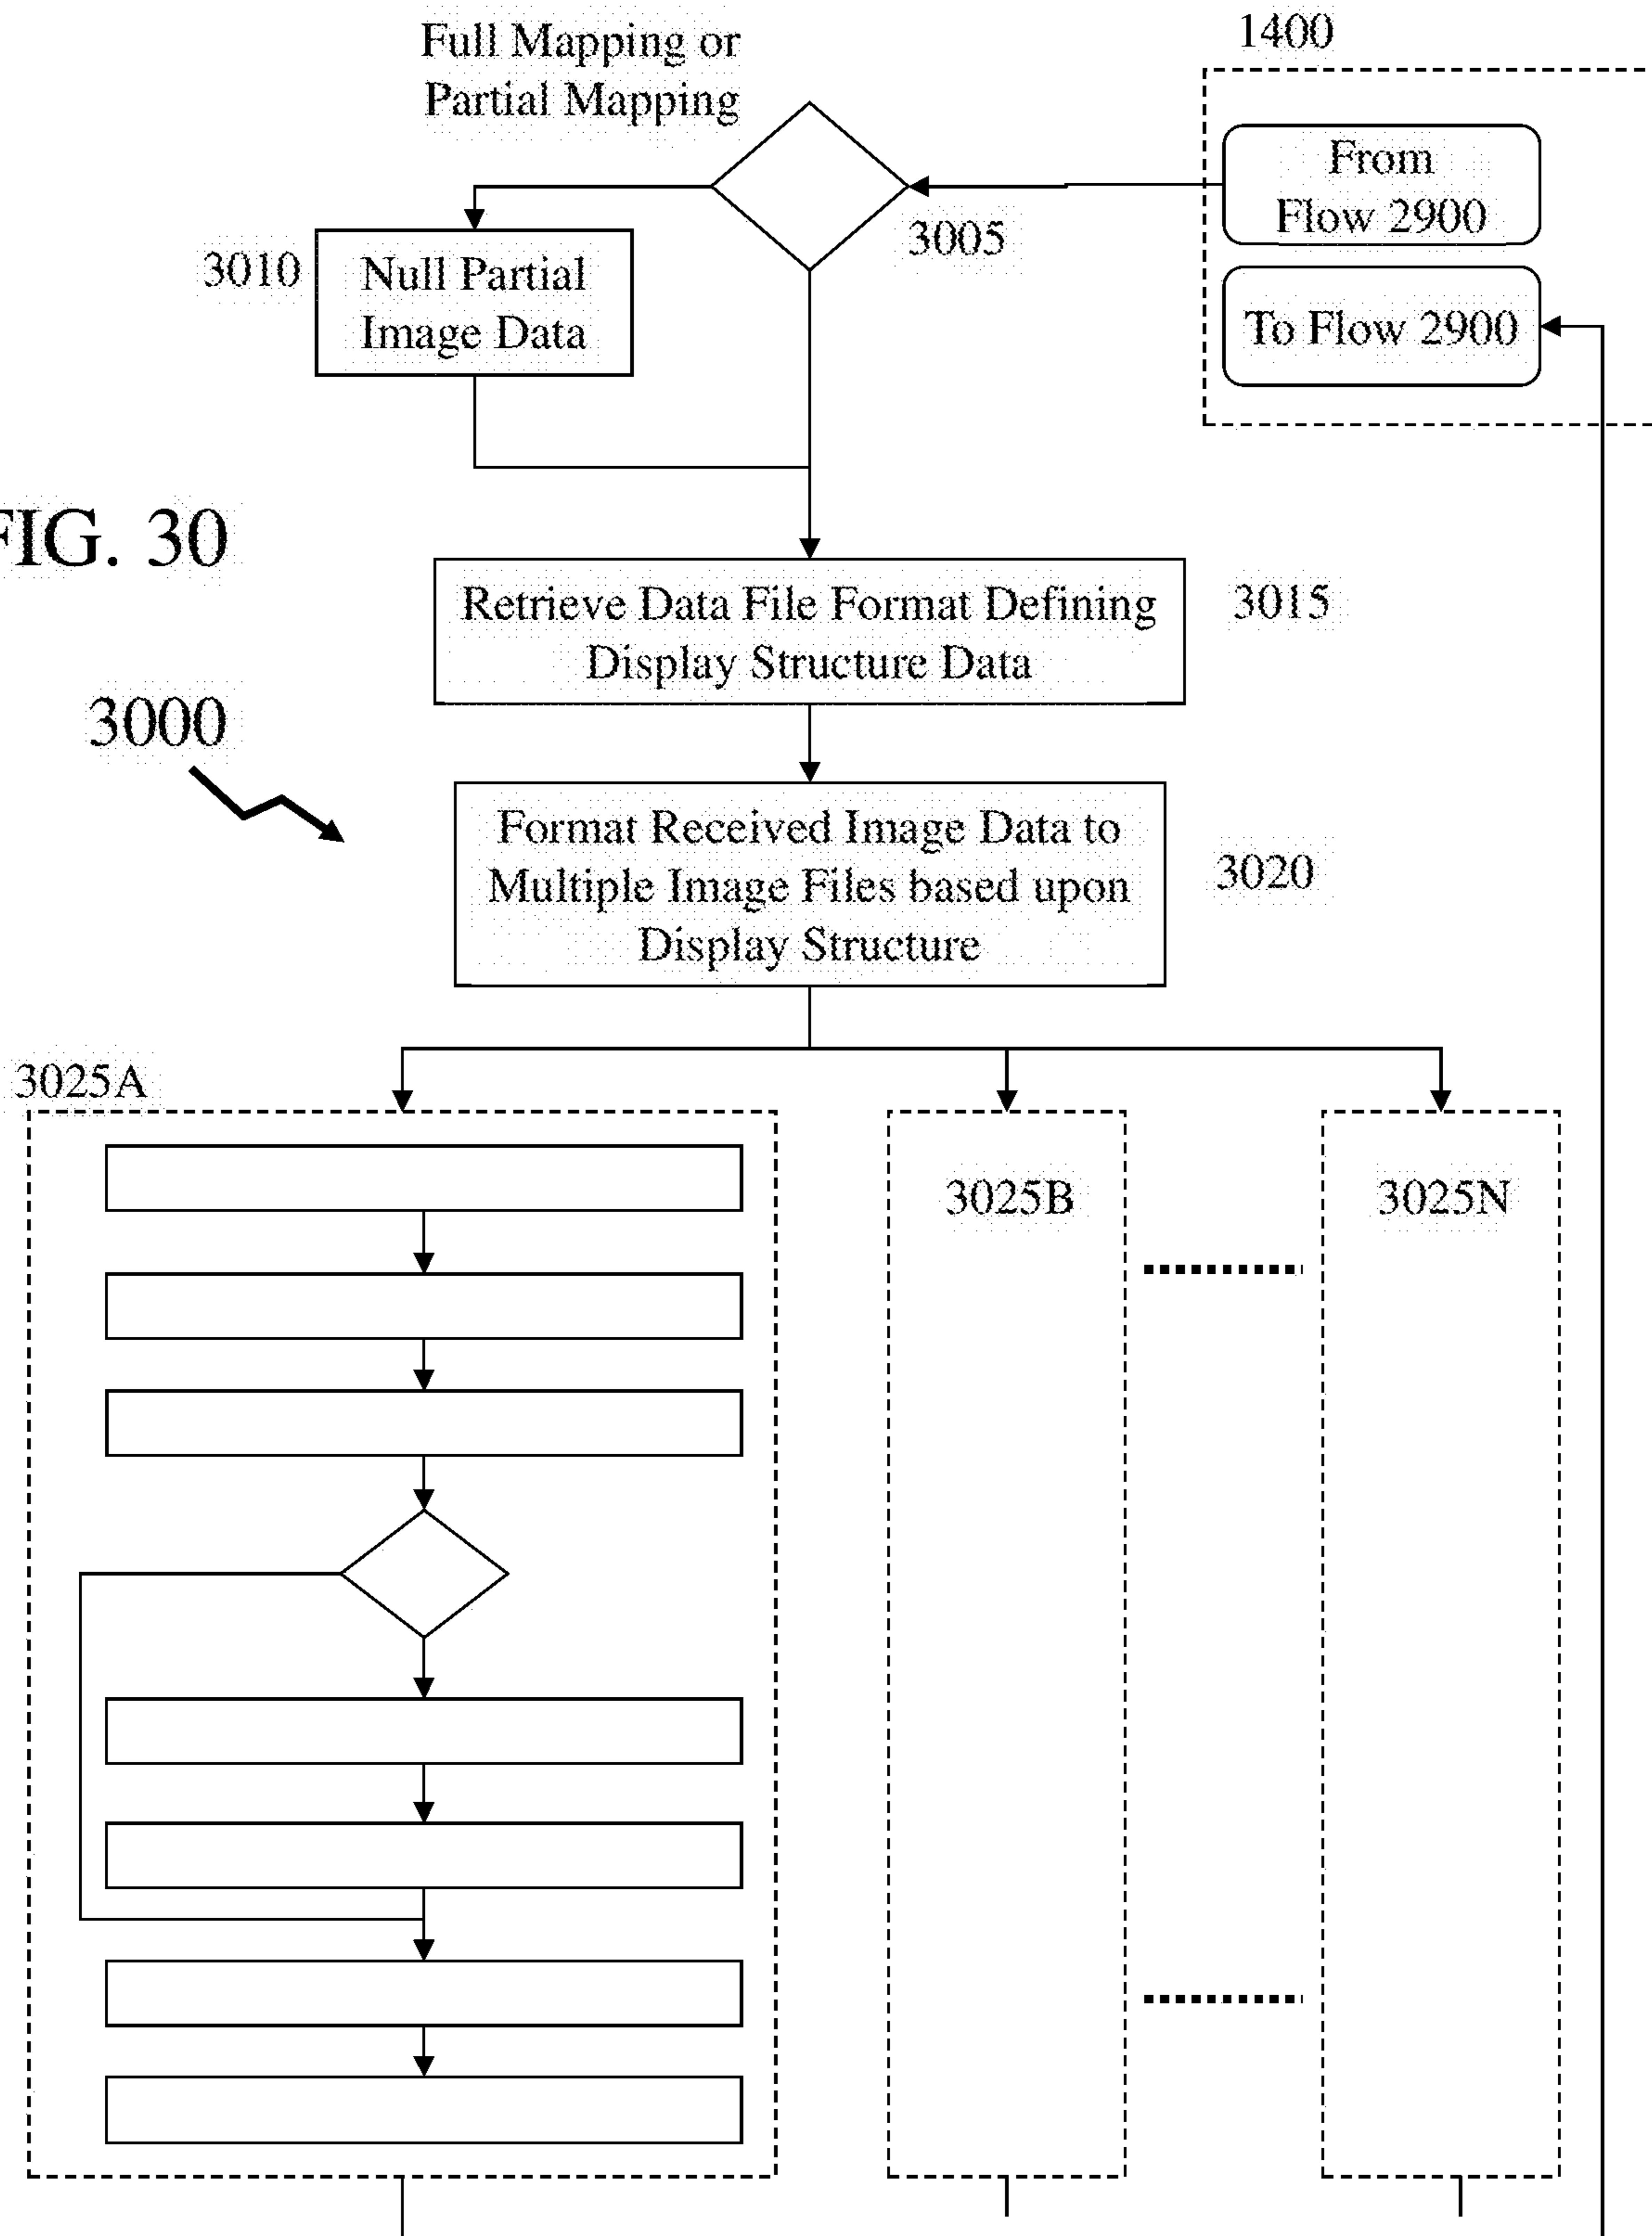 Full Mapping or
Partial Mapping
1400
From
Flow 2900
3005
3010
Null Partial
Image Data
To Flow 2900
FIG. 30
Retrieve Data File Format Defining
Display Structure Data
3015
3000
Format Received Image Data to
Multiple Image Files based upon
Display Structure
3020
3025A
3025B
3025N